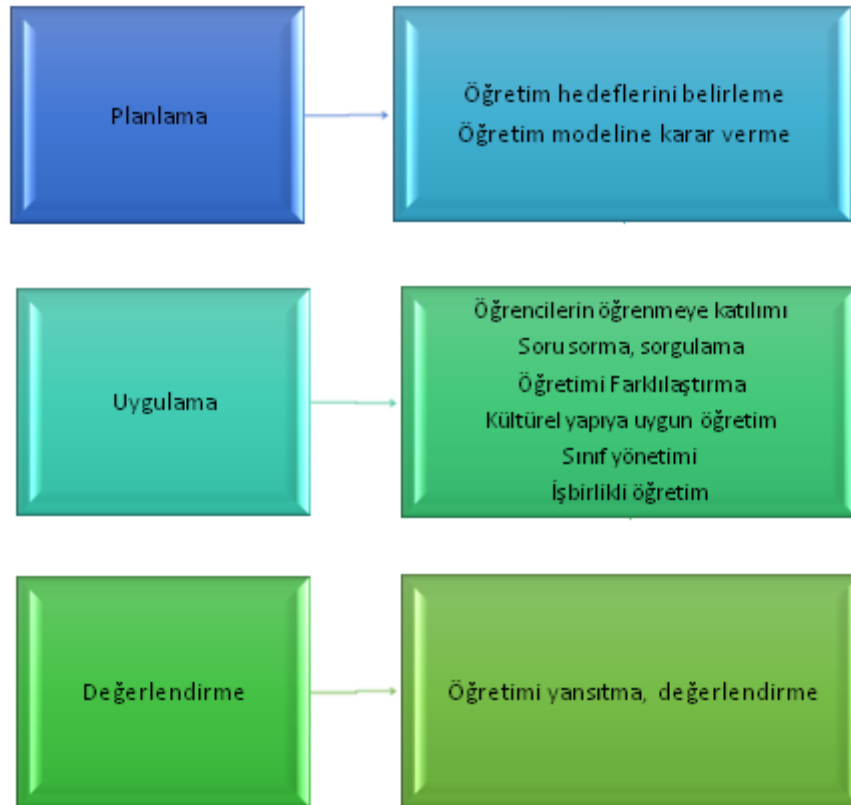 Planlama
Öğretim hedeflerini belirleme
Öğretim modeline karar verme
Uygulama
Öğrencilerin öğrenmeye katılımı
Soru sorma, sorgulama
Öğretimi Farklılaştırma
Kültürel yapıya uygun öğretim
Sınıf yönetimi
İşbirlikli öğretim
Değerlendirme
Öğretimi yansıtma, değerlendirme